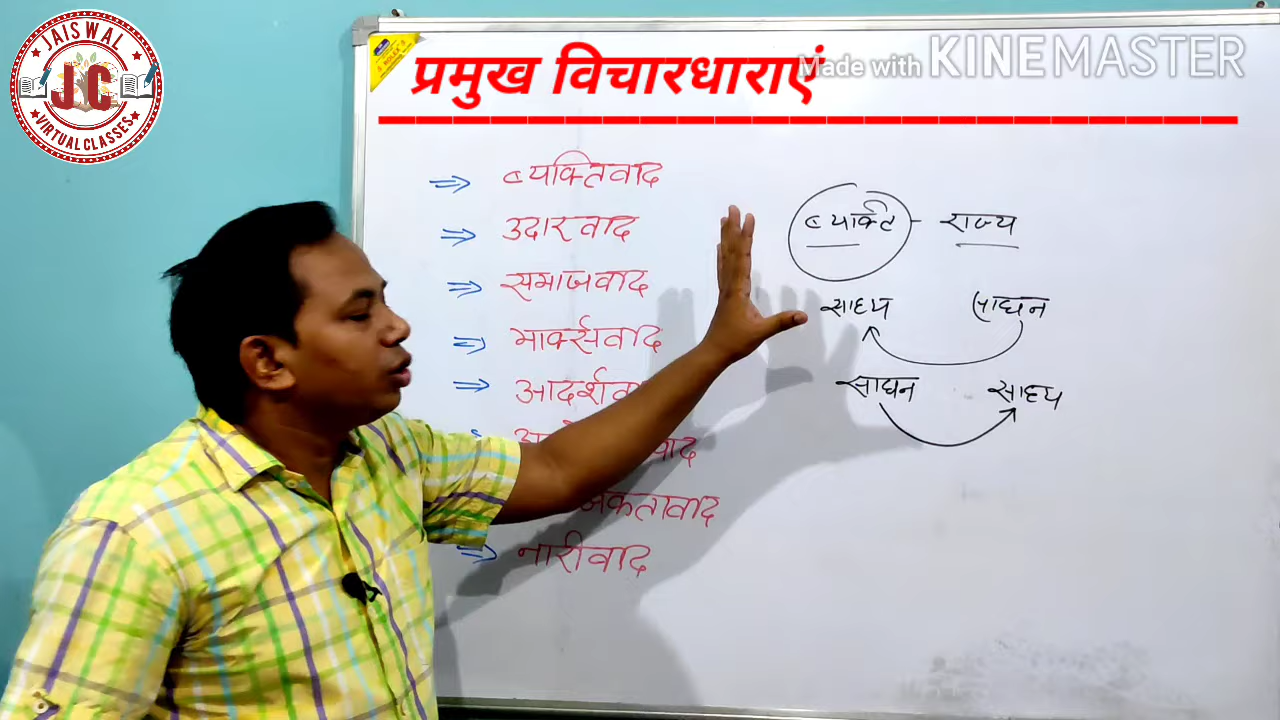 JAISWAL
JC
VIRTUAL CLASSES
प्रमुख विचारधाराएं
Made with KINEMASTER
व्यक्तिवाद
उदारवाद
समाजवाद
मार्क्सवाद
नारीवाद
व्यक्ति - राज्य
साध्य साधन
साधन साध्य